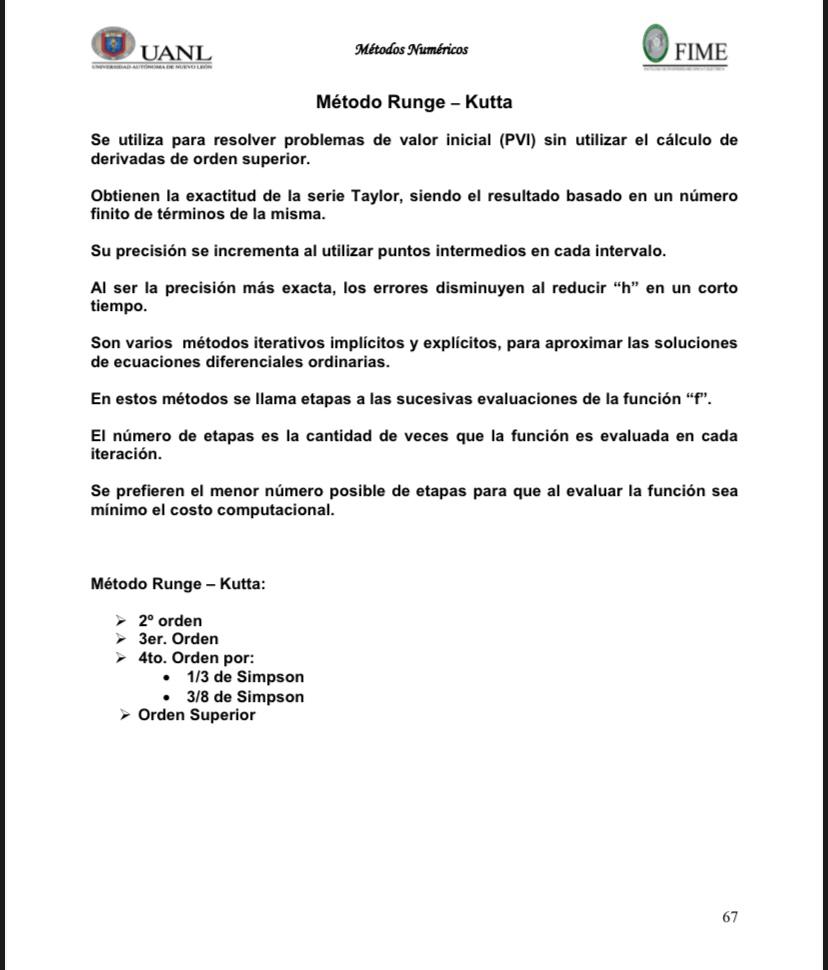 UANL
UNIVERSIDAD AUTÓNOMA DE NUEVO LEÓN
Métodos Numéricos
FIME
Método Runge – Kutta
Se utiliza para resolver problemas de valor inicial (PVI) sin utilizar el cálculo de
derivadas de orden superior.
Obtienen la exactitud de la serie Taylor, siendo el resultado basado en un número
finito de términos de la misma.
Su precisión se incrementa al utilizar puntos intermedios en cada intervalo.
Al ser la precisión más exacta, los errores disminuyen al reducir “h” en un corto
tiempo.
Son varios  métodos iterativos implícitos y explícitos, para aproximar las soluciones
de ecuaciones diferenciales ordinarias.
En estos métodos se llama etapas a las sucesivas evaluaciones de la función “f”.
El número de etapas es la cantidad de veces que la función es evaluada en cada
iteración.
Se prefieren el menor número posible de etapas para que al evaluar la función sea
mínimo el costo computacional.
Método Runge – Kutta:
➢ 2º orden
➢ 3er. Orden
➢ 4to. Orden por:
• 1/3 de Simpson
• 3/8 de Simpson
➢ Orden Superior
67